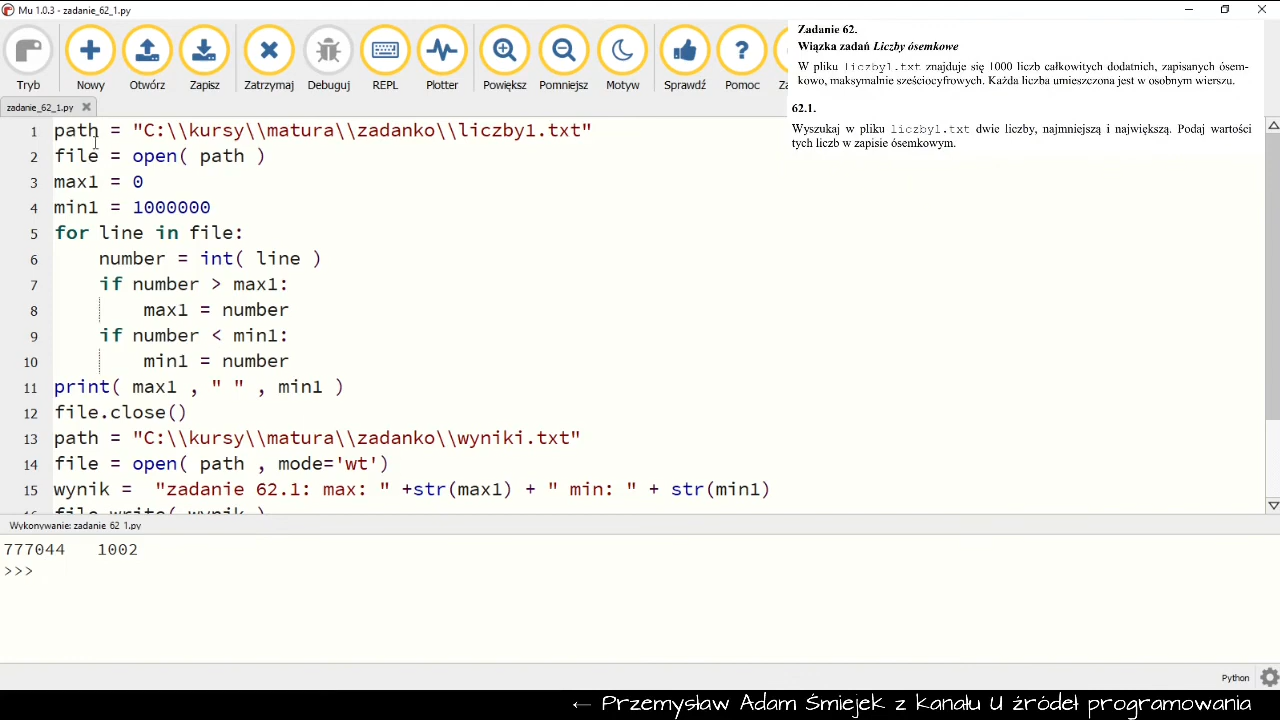 Mu 1.0.3 - zadanie_62_1.py
Tryb Nowy Otwórz Zapisz Zatrzymaj Debuguj REPL Plotter Powiększ Pomniejsz Motyw Sprawdź Pomoc
zadanie_62_1.py
Zadanie 62.
Wiązka zadań Liczby ósemkowe
W pliku liczby1.txt znajduje się 1000 liczb całkowitych dodatnich, zapisanych ósem-
kowo, maksymalnie sześciocyfrowych. Każda liczba umieszczona jest w osobnym wierszu.
62.1.
Wyszukaj w pliku liczby1.txt dwie liczby, najmniejszą i największą. Podaj wartości
tych liczb w zapisie ósemkowym.
1 path = "C:\\kursy\\matura\\zadanko\\liczby1.txt"
2 file = open( path )
3 max1 = 0
4 min1 = 1000000
5 for line in file:
6 number = int( line )
7 if number > max1:
8 max1 = number
9 if number < min1:
10 min1 = number
11 print( max1 , " " , min1 )
12 file.close()
13 path = "C:\\kursy\\matura\\zadanko\\wyniki.txt"
14 file = open( path , mode='wt')
15 wynik =  "zadanie 62.1: max: " +str(max1) + " min: " + str(min1)
16 file.write( wynik )
Wykonywanie: zadanie_62_1.py
777044   1002
>>>
Python
← Przemysław Adam Śmiejek z kanału U źródeł programowania